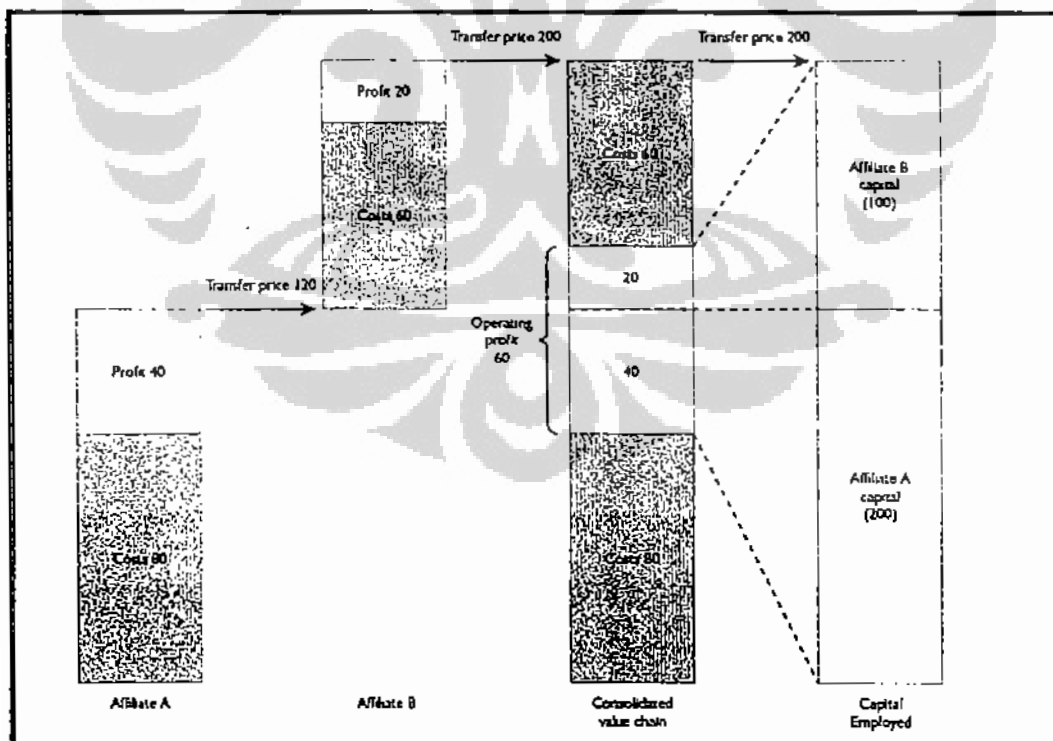 Transfer price 200
Transfer price 200
Profit 20
Costs 60
Costs 60
Affiliate B
capital
(100)
20
Transfer price 120
Operating
profit
60
Profit 40
40
Affiliate A
capital
(200)
Costs 80
Costs 80
Affiliate A
Affiliate B
Consolidated
value chain
Capital
Employed